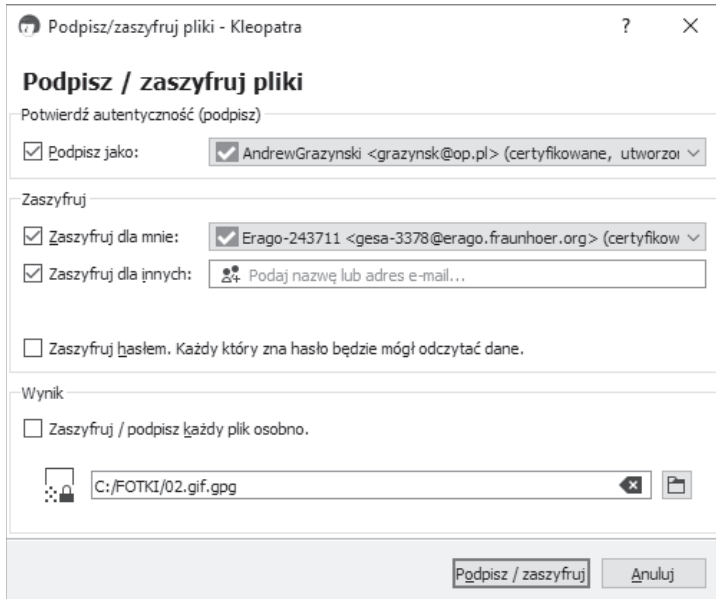 Podpisz/zaszyfruj pliki - Kleopatra ? ×
Podpisz / zaszyfruj pliki
Potwierdź autentyczność (podpis)
Podpisz jako: AndrewGrazynski <grazynsk@op.pl> (certyfikowane, utworzoı
Zaszyfruj
Zaszyfruj dla mnie: Erago-243711 <gesa-3378@erago.fraunhoer.org> (certyfikow
Zaszyfruj dla innych: Podaj nazwę lub adres e-mail...
Zaszyfruj hasłem. Każdy który zna hasło będzie mógł odczytać dane.
Wynik
Zaszyfruj / podpisz każdy plik osobno.
C:/FOTKI/02.gif.gpg
Podpisz / zaszyfruj Anuluj